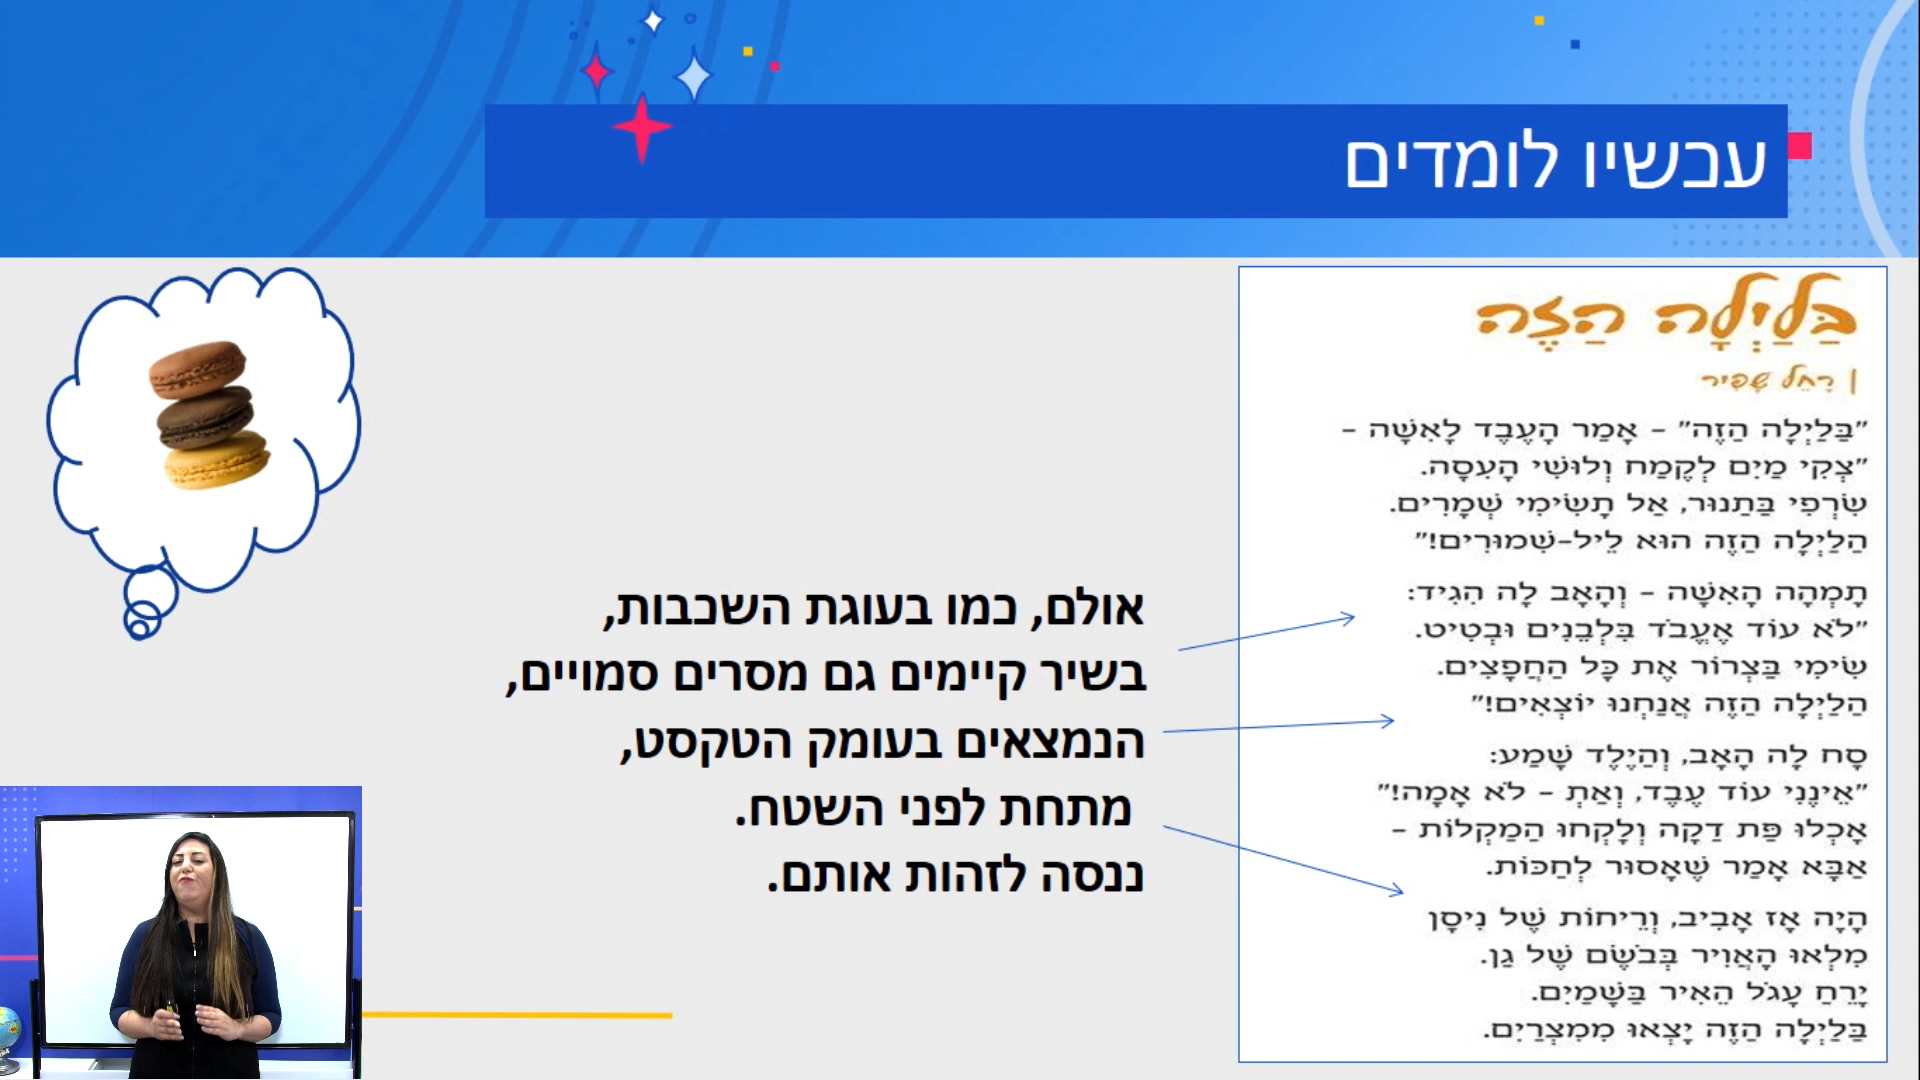 עכשיו לומדים
בַּלַּיְלָה הַזֶּה
| רָחֵל שַׁפִּיר
"בַּלַּיְלָה הַזֶּה" – אָמַר הָעֶבֶד לָאִשָּׁה –
"צְקִי מַיִם לְקֶמַח וְלוּשִׁי הָעִסָּה.
שִׂרְפִי בַּתַנּוּר, אַל תָּשִׂימִי שְׁמָרִים.
הַלַּיְלָה הַזֶּה הוּא לֵיל-שִׁמּוּרִים!"
תָּמְהָה הָאִשָּׁה – וְהָאָב לָהּ הִגִּיד:
"לֹא עוֹד אֶעֱבֹד בִּלְבֵנִים וּבְטִיט.
שִׂימִי בַּצְּרוֹר אֶת כָּל הַחֲפָצִים.
הַלַּיְלָה הַזֶּה אֲנַחְנוּ יוֹצְאִים!"
סָח לָהּ הָאָב, וְהַיֶּלֶד שָׁמַע:
"אֵינֶנִּי עוֹד עֶבֶד, וְאַתְּ – לֹא אָמָה!"
אָכְלוּ פַּת דַּקָּה וְלָקְחוּ הַמַּקְלוֹת –
אַבָּא אָמַר שֶׁאָסוּר לְחַכּוֹת.
הָיָה אָז אָבִיב, וְרֵיחוֹת שֶׁל נִיסָן
מִלְאוּ הָאֲוִיר בְּבֹשֶׂם שֶׁל גַּן.
יָרֵחַ עָגֹל הֵאִיר בַּשָּׁמַיִם.
בַּלַּיְלָה הַזֶּה יָצְאוּ מִמִּצְרַיִם.
אולם, כמו בעוגת השכבות,
בשיר קיימים גם מסרים סמויים,
הנמצאים בעומק הטקסט,
מתחת לפני השטח.
ננסה לזהות אותם.